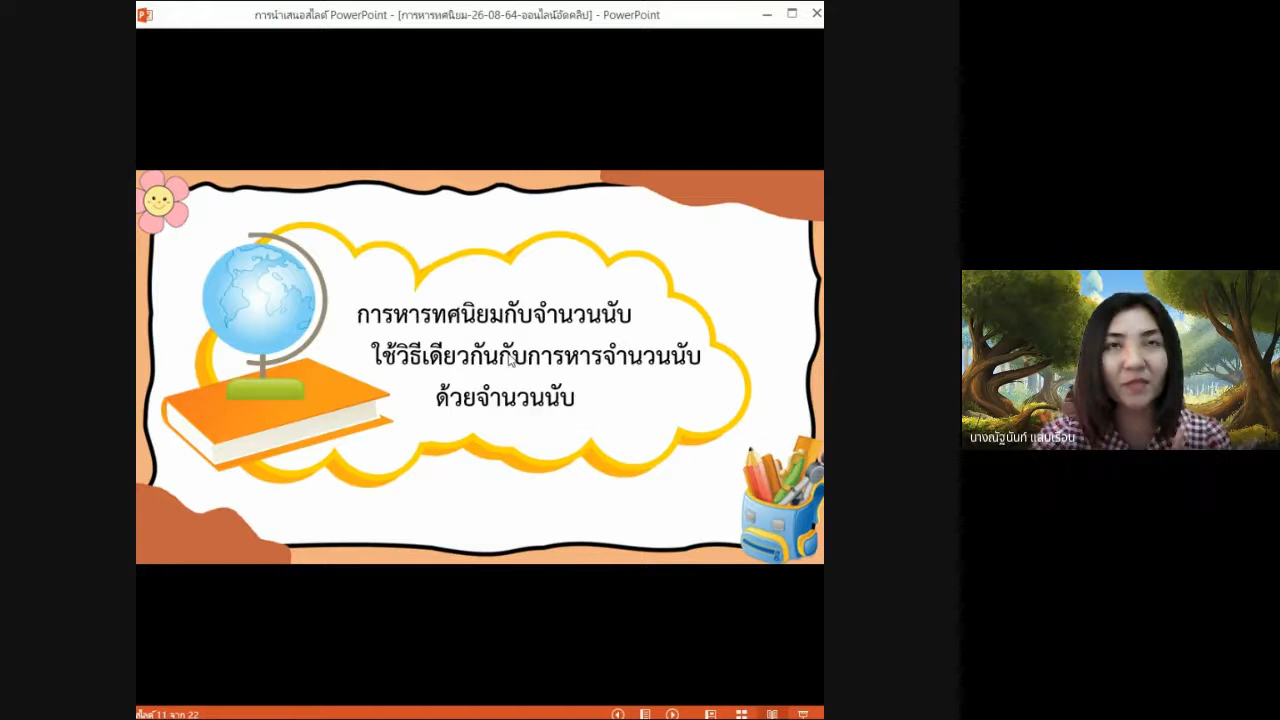 การนำเสนอสไลด์ PowerPoint - [การหารทศนิยม-26-08-64-ออนไลน์อัดคลิป] - PowerPoint
การหารทศนิยมกับจำนวนนับ
ใช้วิธีเดียวกันกับการหารจำนวนนับ
ด้วยจำนวนนับ
นางณัฐนันท์ แสบเรือน
สไลด์ 11 จาก 22